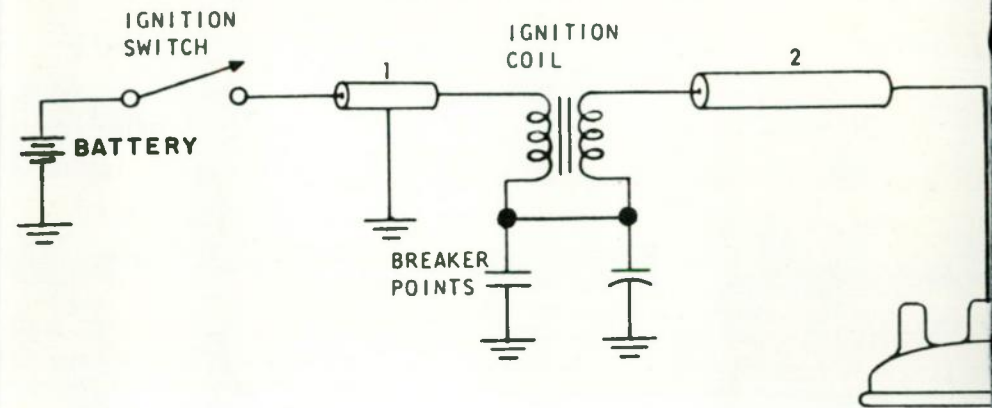 IGNITION
SWITCH
1
IGNITION
COIL
2
BATTERY
BREAKER
POINTS